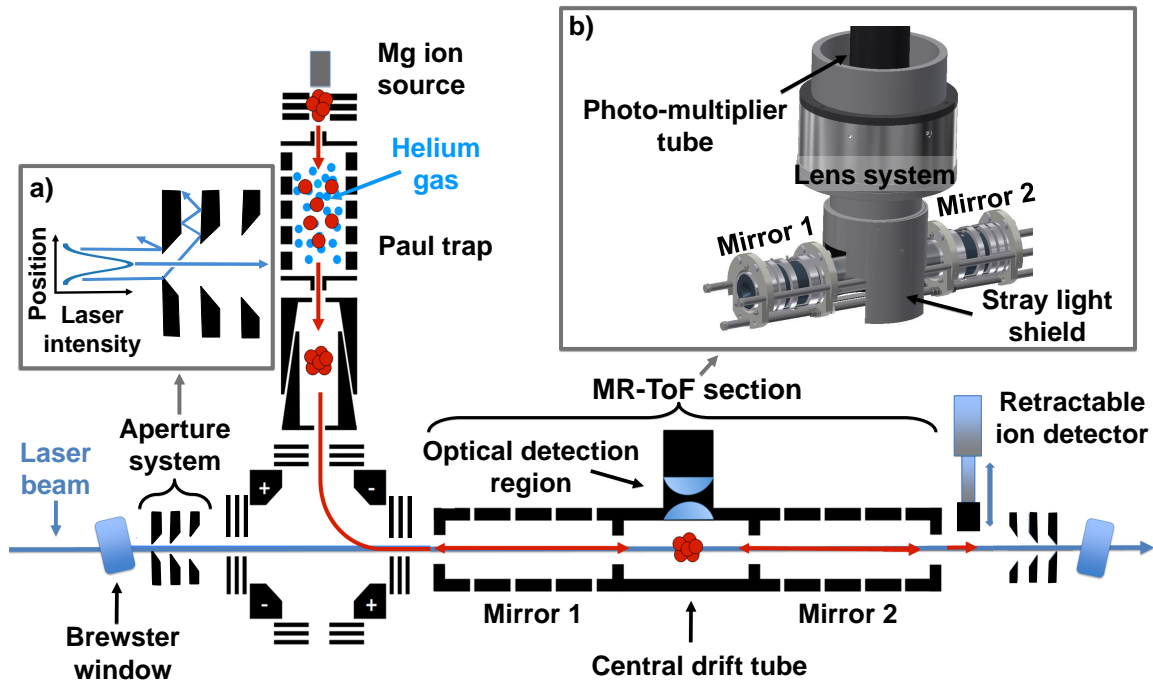 Mg ion
source
Helium
gas
Paul trap
a)
Position
Laser
intensity
b)
Photo-multiplier
tube
Lens system
Mirror 1
Mirror 2
Stray light
shield
MR-ToF section
Aperture
system
Laser
beam
Optical detection
region
Retractable
ion detector
+
-
-
+
Brewster
window
Mirror 1
Mirror 2
Central drift tube